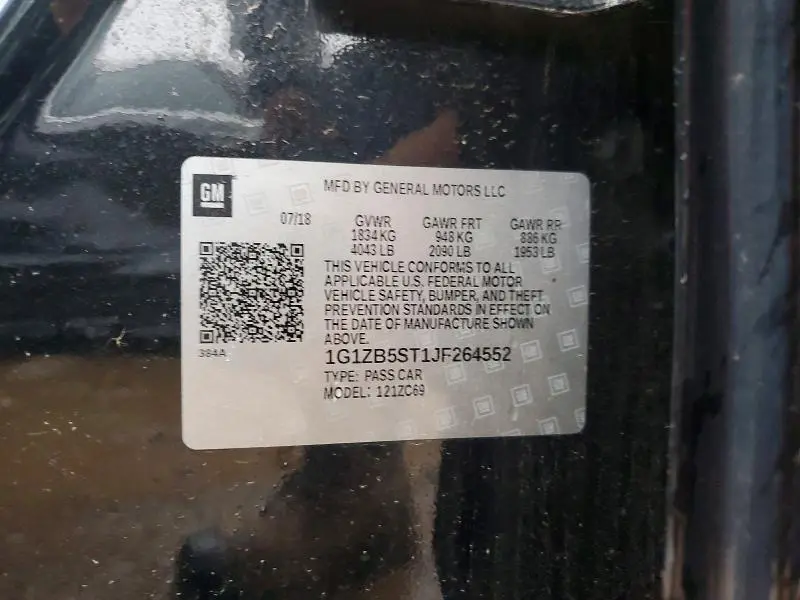 GM
MFD BY GENERAL MOTORS LLC
07/18 GVWR GAWR FRT GAWR RR
1834 KG 948 KG 886 KG
4043 LB 2090 LB 1953 LB
THIS VEHICLE CONFORMS TO ALL
APPLICABLE U.S. FEDERAL MOTOR
VEHICLE SAFETY, BUMPER, AND THEFT
PREVENTION STANDARDS IN EFFECT ON
THE DATE OF MANUFACTURE SHOWN
ABOVE.
384A
1G1ZB5ST1JF264552
TYPE: PASS CAR
MODEL: 121ZC69